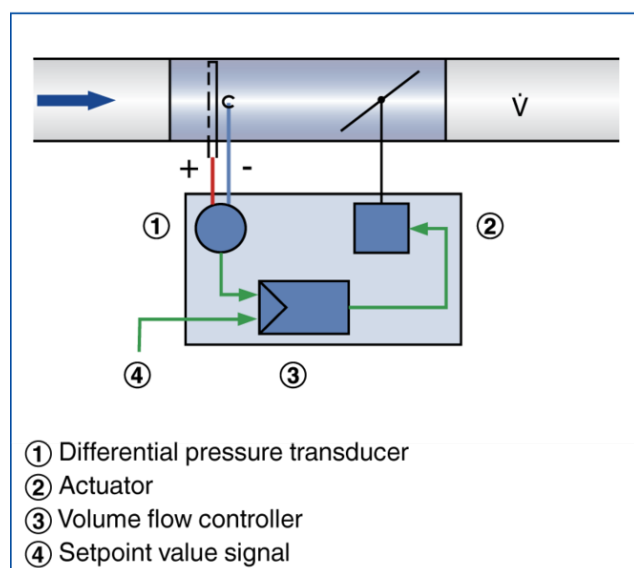 V̇
+ -
①
②
④
③
① Differential pressure transducer
② Actuator
③ Volume flow controller
④ Setpoint value signal